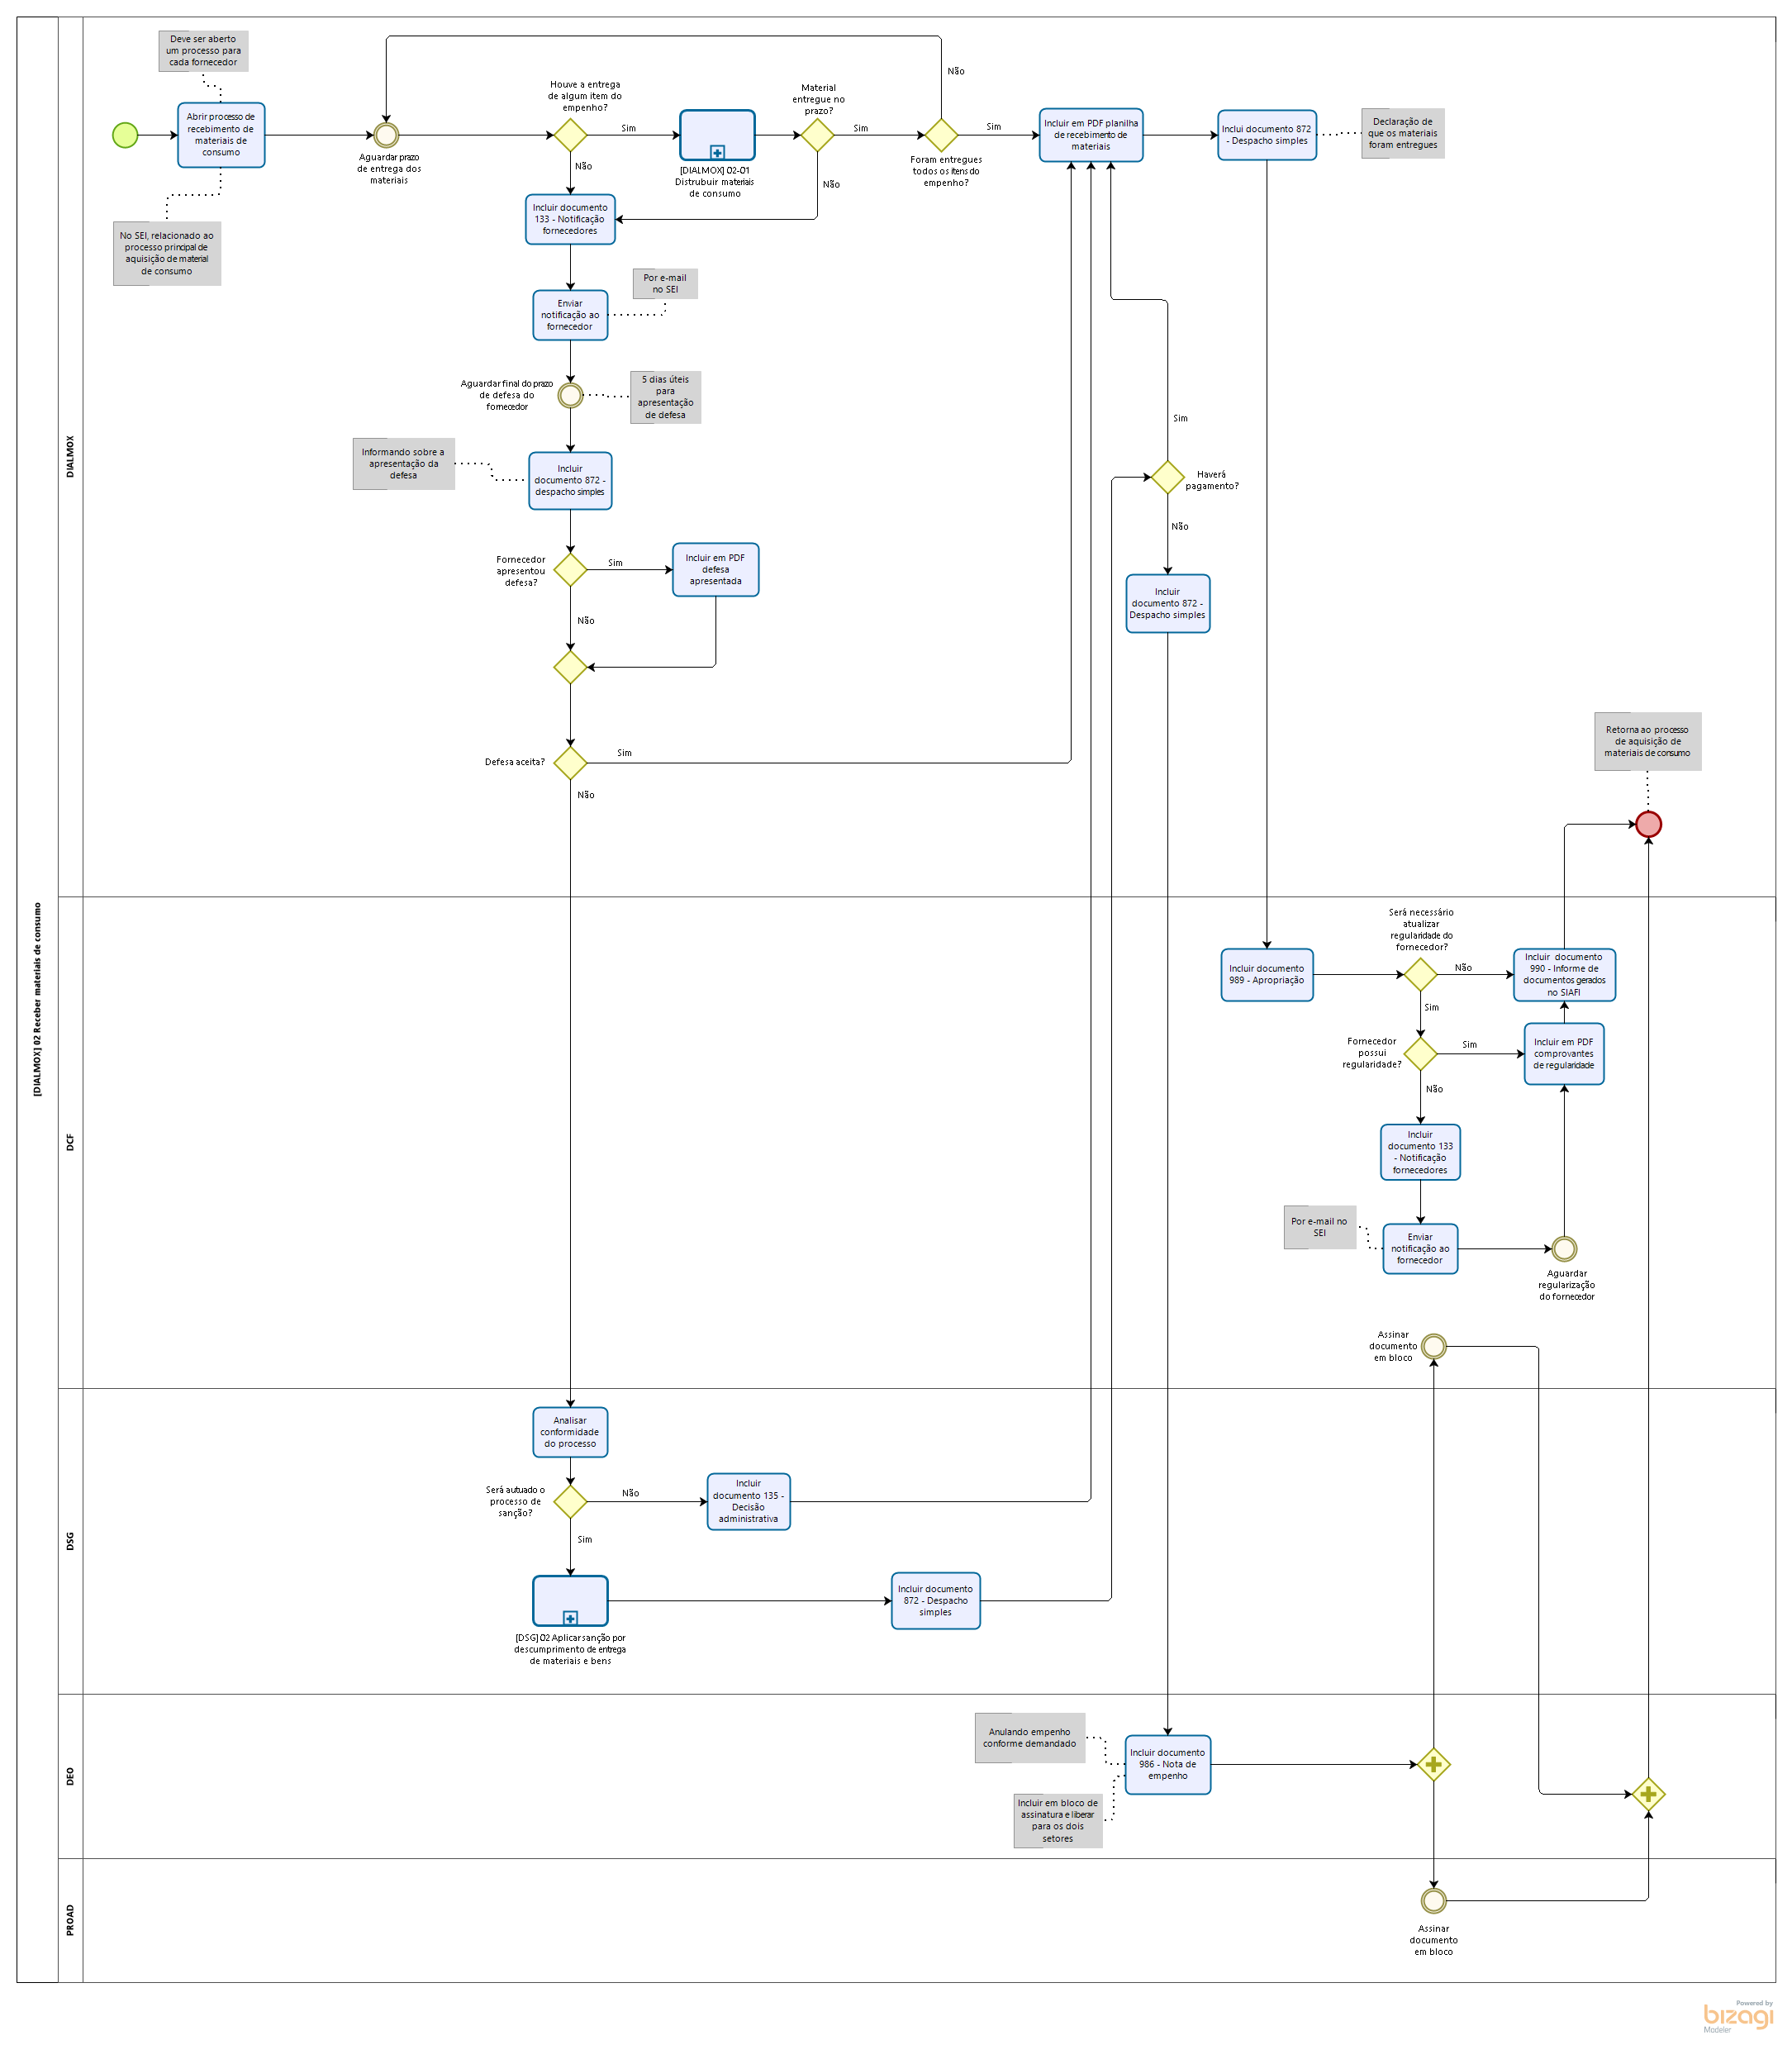 Deve ser aberto
um processo para
cada fornecedor
Abrir processo de
recebimento de
materiais de
consumo
No SEI, relacionado ao
processo principal de
aquisição de material
de consumo
Aguardar prazo
de entrega dos
materiais
Houve a entrega
de algum item do
empenho?
Sim
Não
[DIALMOX] 02-01
Distrubuir materiais
de consumo
Material
entregue no
prazo?
Sim
Não
Não
Foram entregues
todos os itens do
empenho?
Sim
Incluir em PDF planilha
de recebimento de
materiais
Inclui documento 872
- Despacho simples
Declaração de
que os materiais
foram entregues
Incluir documento
133 - Notificação
fornecedores
Enviar
notificação ao
fornecedor
Por e-mail
no SEI
Aguardar final do prazo
de defesa do
fornecedor
5 dias úteis
para
apresentação
de defesa
Informando sobre a
apresentação da
defesa
Incluir
documento 872 -
despacho simples
Fornecedor
apresentou
defesa?
Sim
Incluir em PDF
defesa
apresentada
Não
Defesa aceita?
Sim
Não
Sim
Haverá
pagamento?
Não
Incluir
documento 872 -
Despacho simples
Retorna ao processo
de aquisição de
materiais de consumo
DIALMOX
[DIALMOX] 02 Receber materiais de consumo
DCF
Incluir documento
989 - Apropriação
Será necessário
atualizar
regularidade do
fornecedor?
Não
Sim
Incluir documento
990 - Informe de
documentos gerados
no SIAFI
Fornecedor
possui
regularidade?
Sim
Não
Incluir em PDF
comprovantes
de regularidade
Incluir
documento 133
- Notificação
fornecedores
Por e-mail no
SEI
Enviar
notificação ao
fornecedor
Aguardar
regularização
do fornecedor
Assinar
documento
em bloco
DSG
Analisar
conformidade
do processo
Será autuado o
processo de
sanção?
Não
Sim
Incluir
documento 135 -
Decisão
administrativa
[DSG] 02 Aplicar sanção por
descumprimento de entrega
de materiais e bens
Incluir documento
872 - Despacho
simples
DEO
Anulando empenho
conforme demandado
Incluir documento
986 - Nota de
empenho
Incluir em bloco de
assinatura e liberar
para os dois
setores
PROAD
Assinar
documento
em bloco
Powered by
bizagi
Modeler